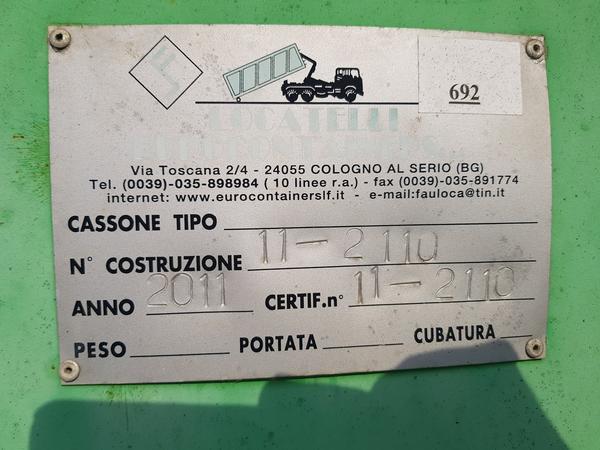 692
LOCATELLI
EUROCONTAINERS
Via Toscana 2/4 - 24055 COLOGNO AL SERIO (BG)
Tel. (0039)-035-898984 ( 10 linee r.a.) - fax (0039)-035-891774
internet: www.eurocontainerslf.it - e-mail:fauloca@tin.it
CASSONE TIPO
N° COSTRUZIONE 11-2110
ANNO 2011 CERTIF.n° 11-2110
PESO PORTATA CUBATURA